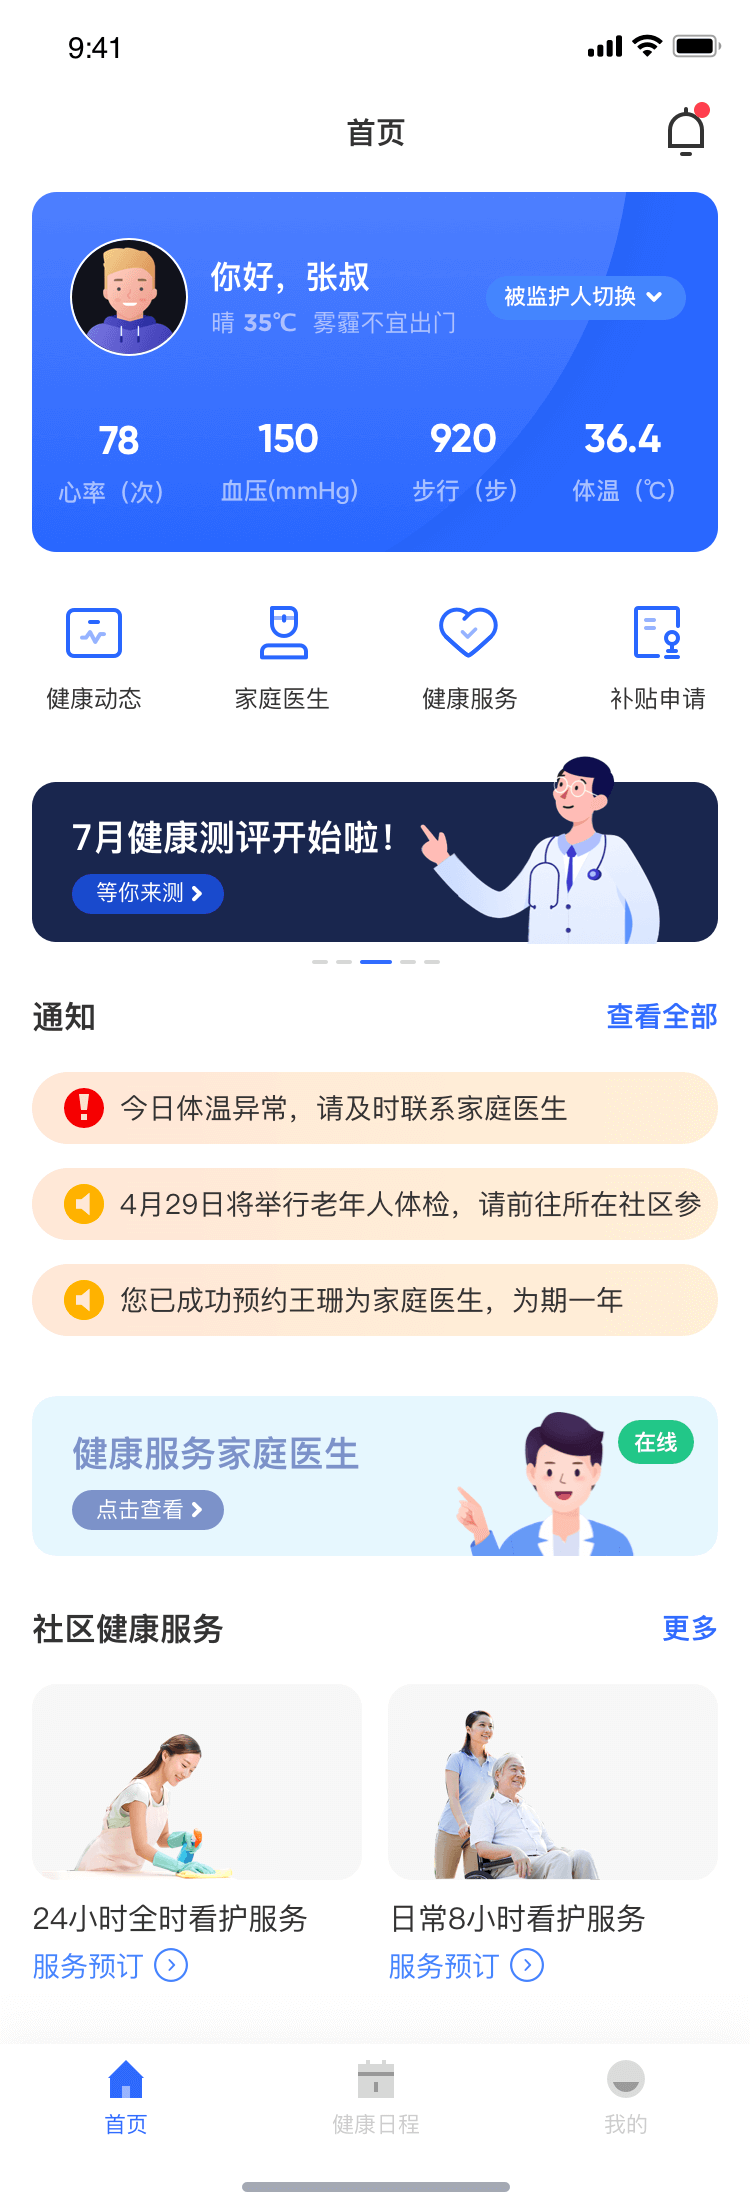 9:41
首页
你好，张叔
晴 35℃ 雾霾不宜出门
被监护人切换
78 150 920 36.4
心率（次） 血压(mmHg) 步行（步） 体温（℃）
健康动态 家庭医生 健康服务 补贴申请
7月健康测评开始啦！
等你来测
通知 查看全部
今日体温异常，请及时联系家庭医生
4月29日将举行老年人体检，请前往所在社区参
您已成功预约王珊为家庭医生，为期一年
健康服务家庭医生
在线
点击查看
社区健康服务 更多
24小时全时看护服务 日常8小时看护服务
服务预订 服务预订
首页 健康日程 我的